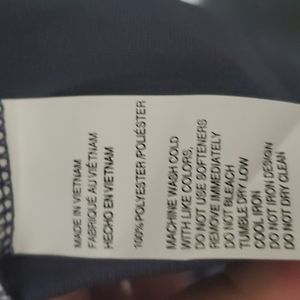 MADE IN VIETNAM
FABRIQUÉ AU VIÊTNAM
HECHO EN VIETNAM
100% POLYESTER/POLIÉSTER
MACHINE WASH COLD
WITH LIKE COLORS,
DO NOT USE SOFTENERS
REMOVE IMMEDIATELY
DO NOT BLEACH
TUMBLE DRY LOW
COOL IRON
DO NOT IRON DESIGN
DO NOT DRY CLEAN